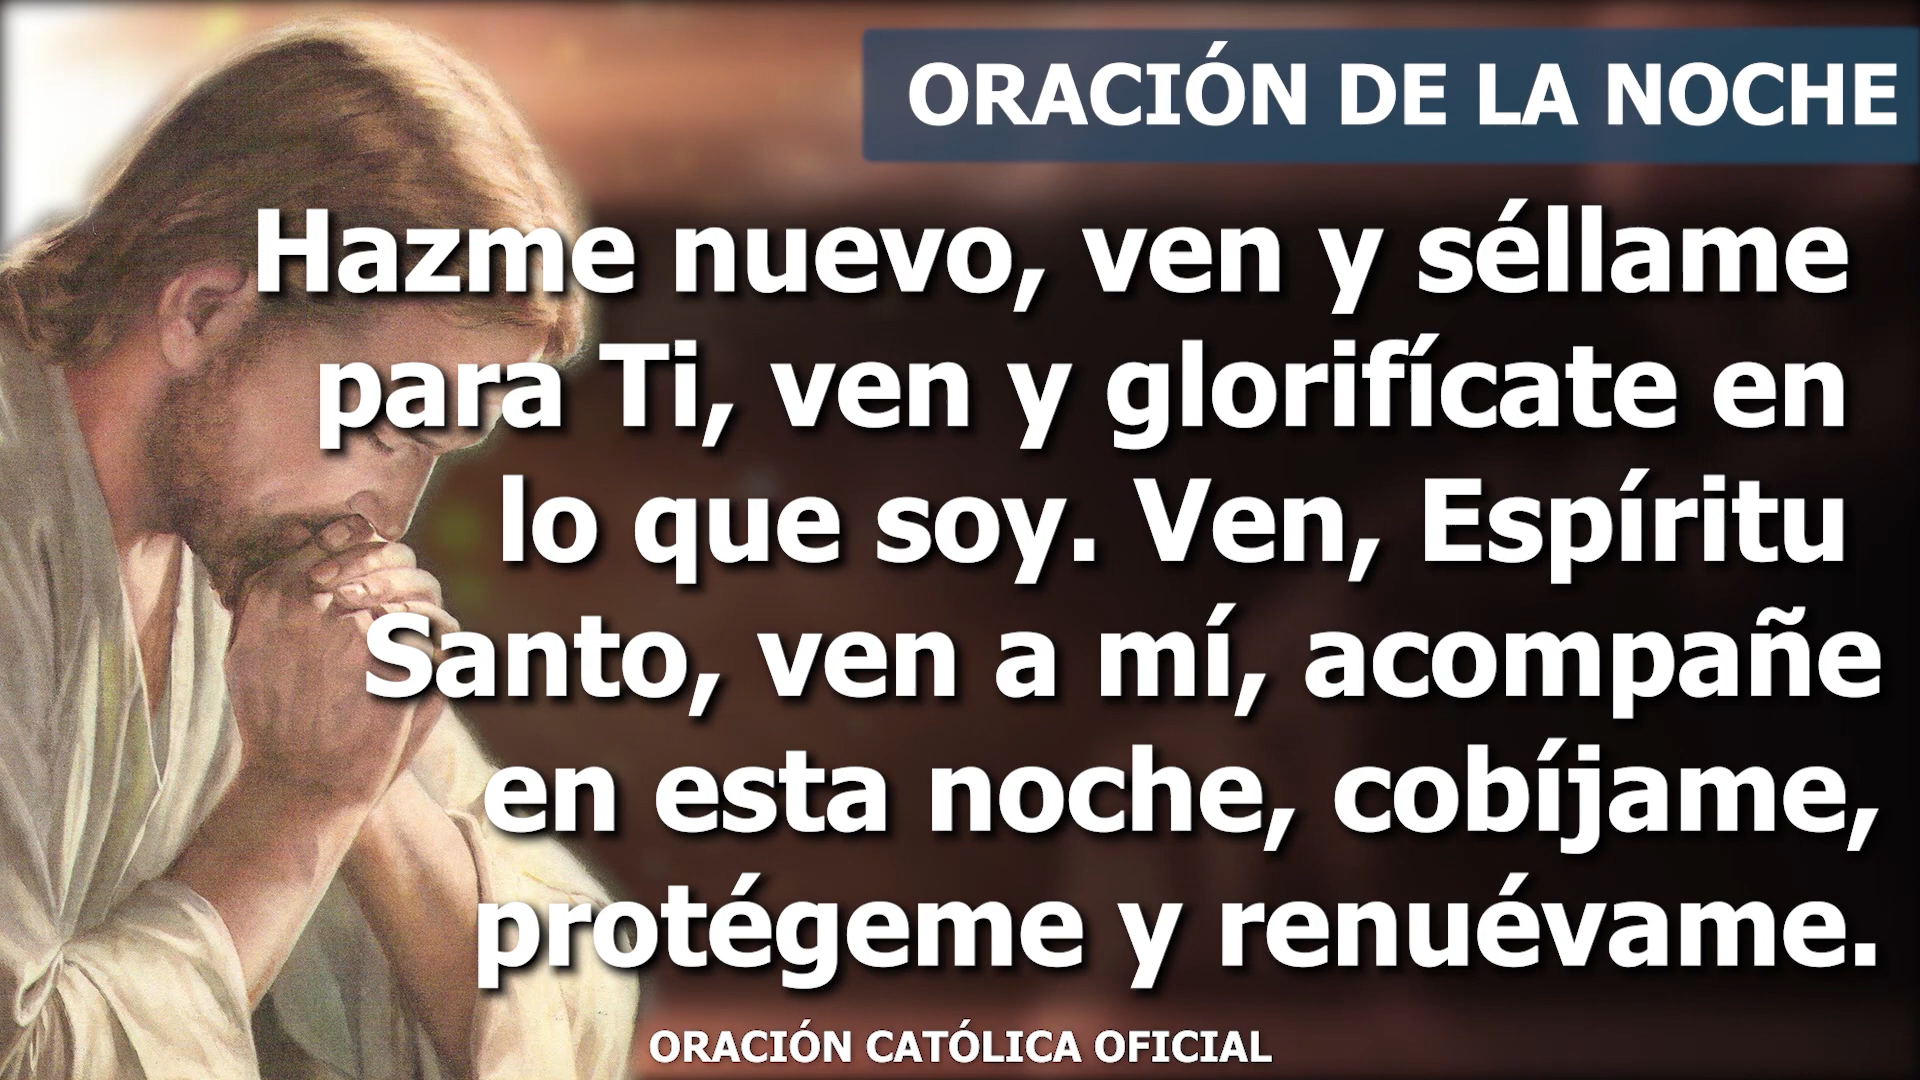 ORACIÓN DE LA NOCHE
Hazme nuevo, ven y séllame
para Ti, ven y glorifícate en
lo que soy. Ven, Espíritu
Santo, ven a mí, acompañe
en esta noche, cobíjame,
protégeme y renuévame.
ORACIÓN CATÓLICA OFICIAL